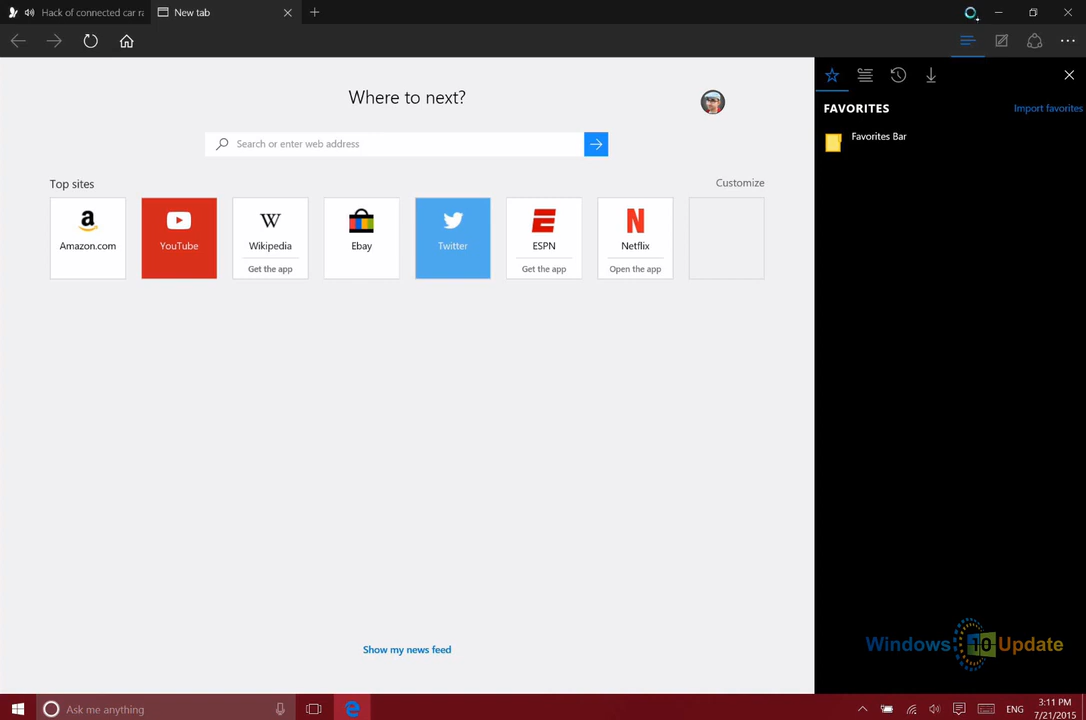 Hack of connected car ra
New tab
FAVORITES
Import favorites
Favorites Bar
Where to next?
Search or enter web address
Top sites
Customize
Amazon.com
YouTube
W
Wikipedia
Get the app
Ebay
Twitter
ESPN
Get the app
N
Netflix
Open the app
Show my news feed
Windows 10 Update
Ask me anything
ENG
3:11 PM
7/21/2015